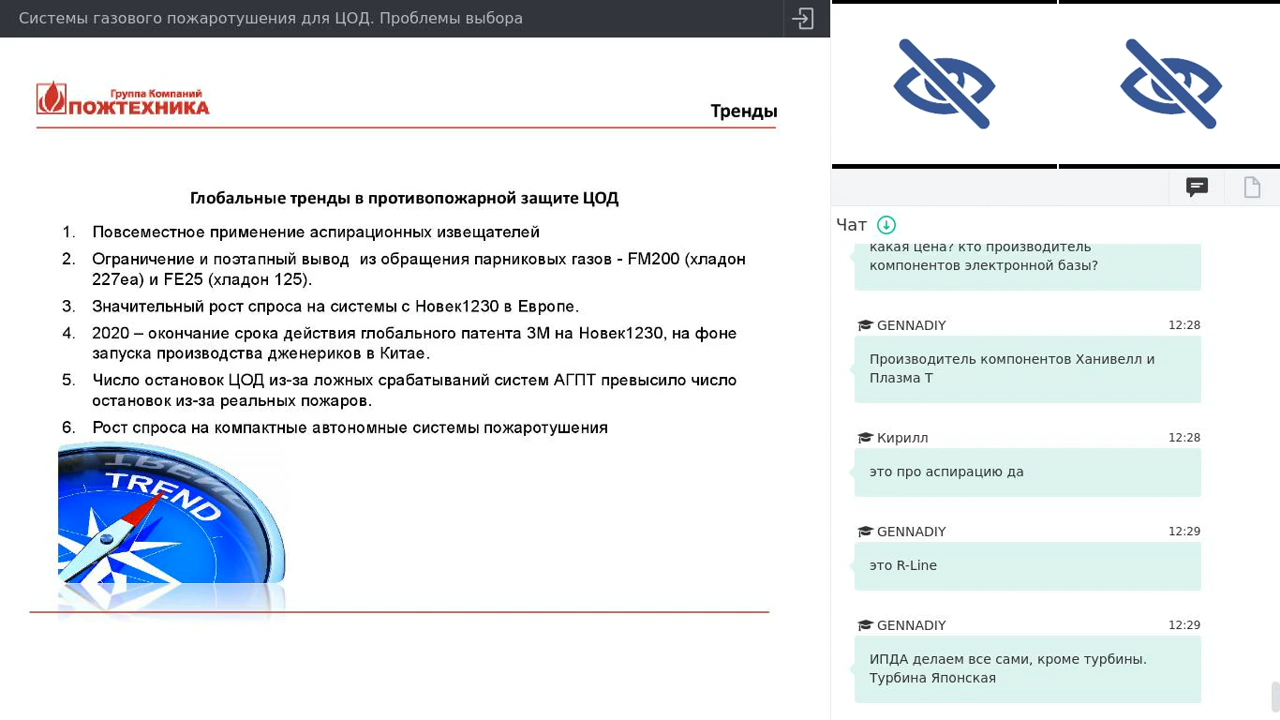 Системы газового пожаротушения для ЦОД. Проблемы выбора
Группа Компаний
ПОЖТЕХНИКА
Тренды
Глобальные тренды в противопожарной защите ЦОД
1. Повсеместное применение аспирационных извещателей
2. Ограничение и поэтапный вывод из обращения парниковых газов - FM200 (хладон
227еа) и FE25 (хладон 125).
3. Значительный рост спроса на системы с Новек1230 в Европе.
4. 2020 – окончание срока действия глобального патента 3М на Новек1230, на фоне
запуска производства дженериков в Китае.
5. Число остановок ЦОД из-за ложных срабатываний систем АГПТ превысило число
остановок из-за реальных пожаров.
6. Рост спроса на компактные автономные системы пожаротушения
TREND
Чат
какая цена? кто производитель
компонентов электронной базы?
GENNADIY 12:28
Производитель компонентов Ханивелл и
Плазма Т
Кирилл 12:28
это про аспирацию да
GENNADIY 12:29
это R-Line
GENNADIY 12:29
ИПДА делаем все сами, кроме турбины.
Турбина Японская